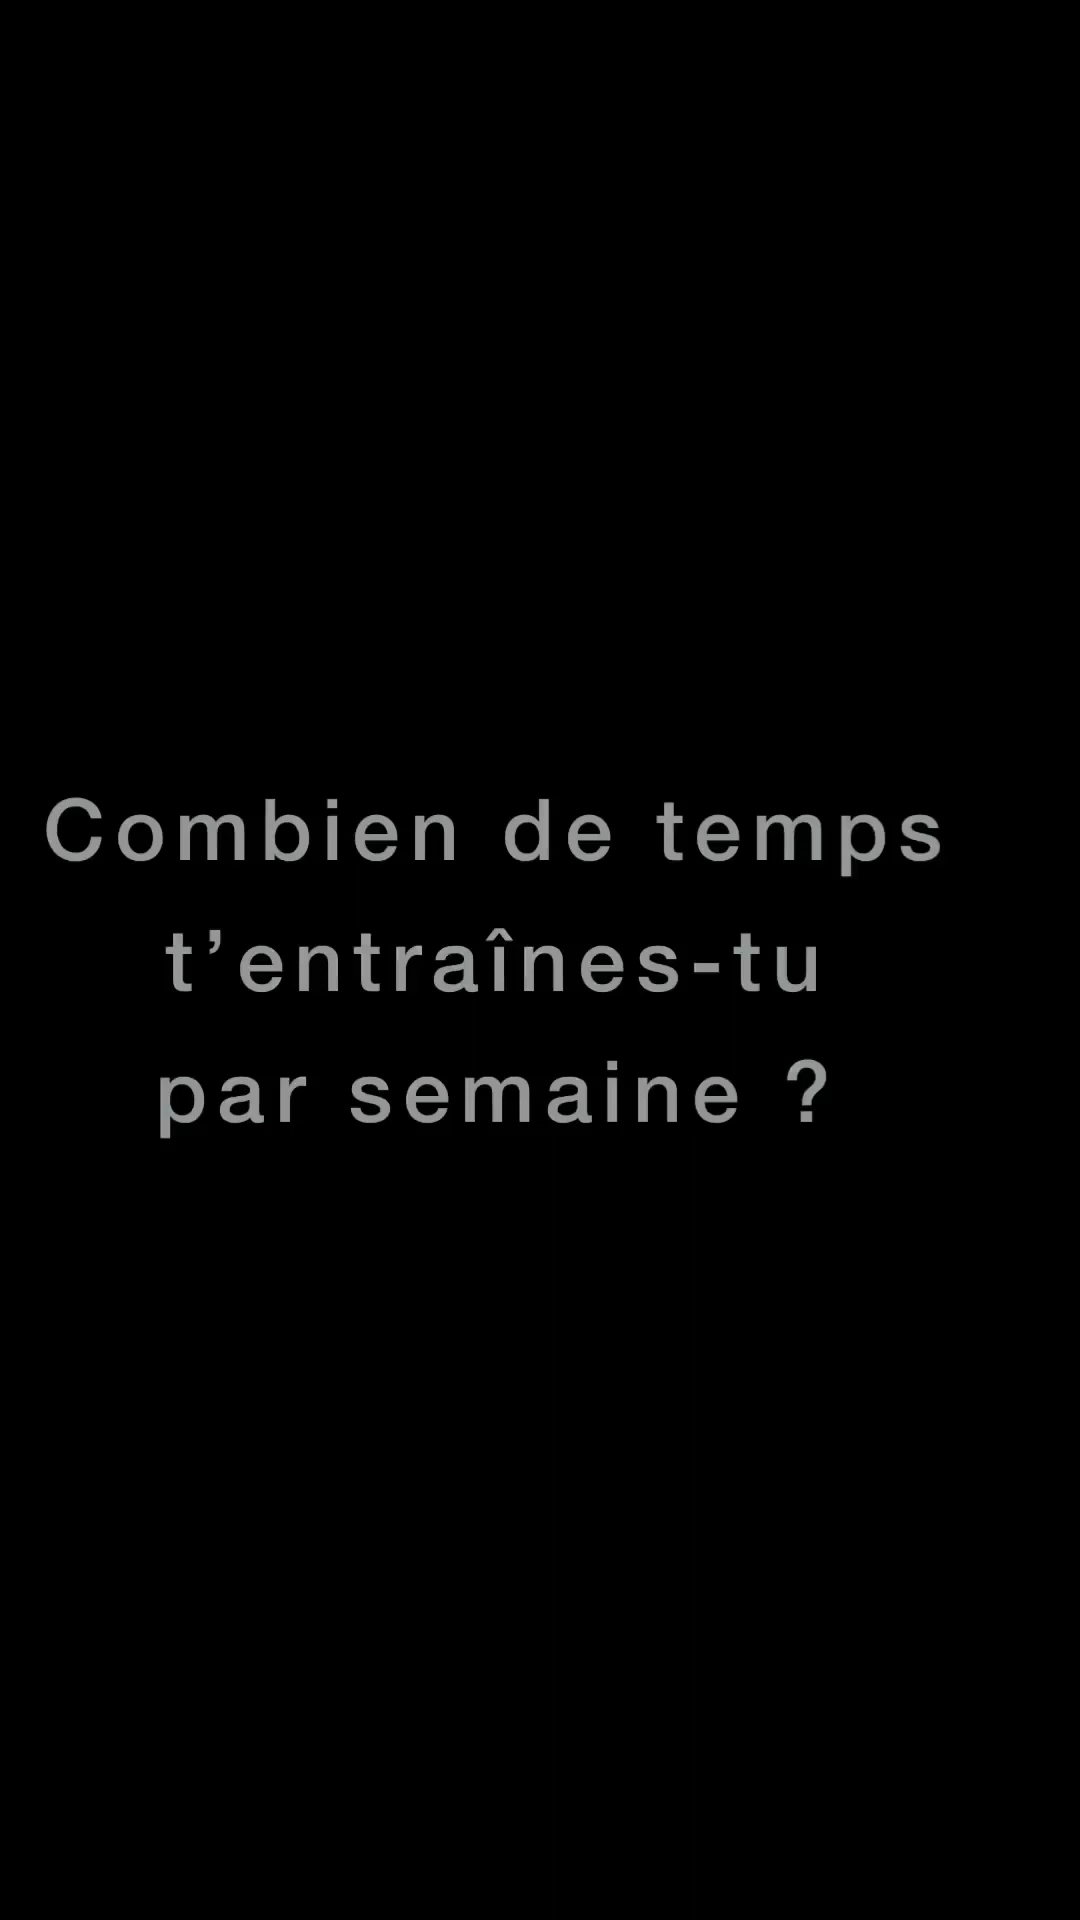 Combien de temps
t’entraînes-tu
par semaine ?